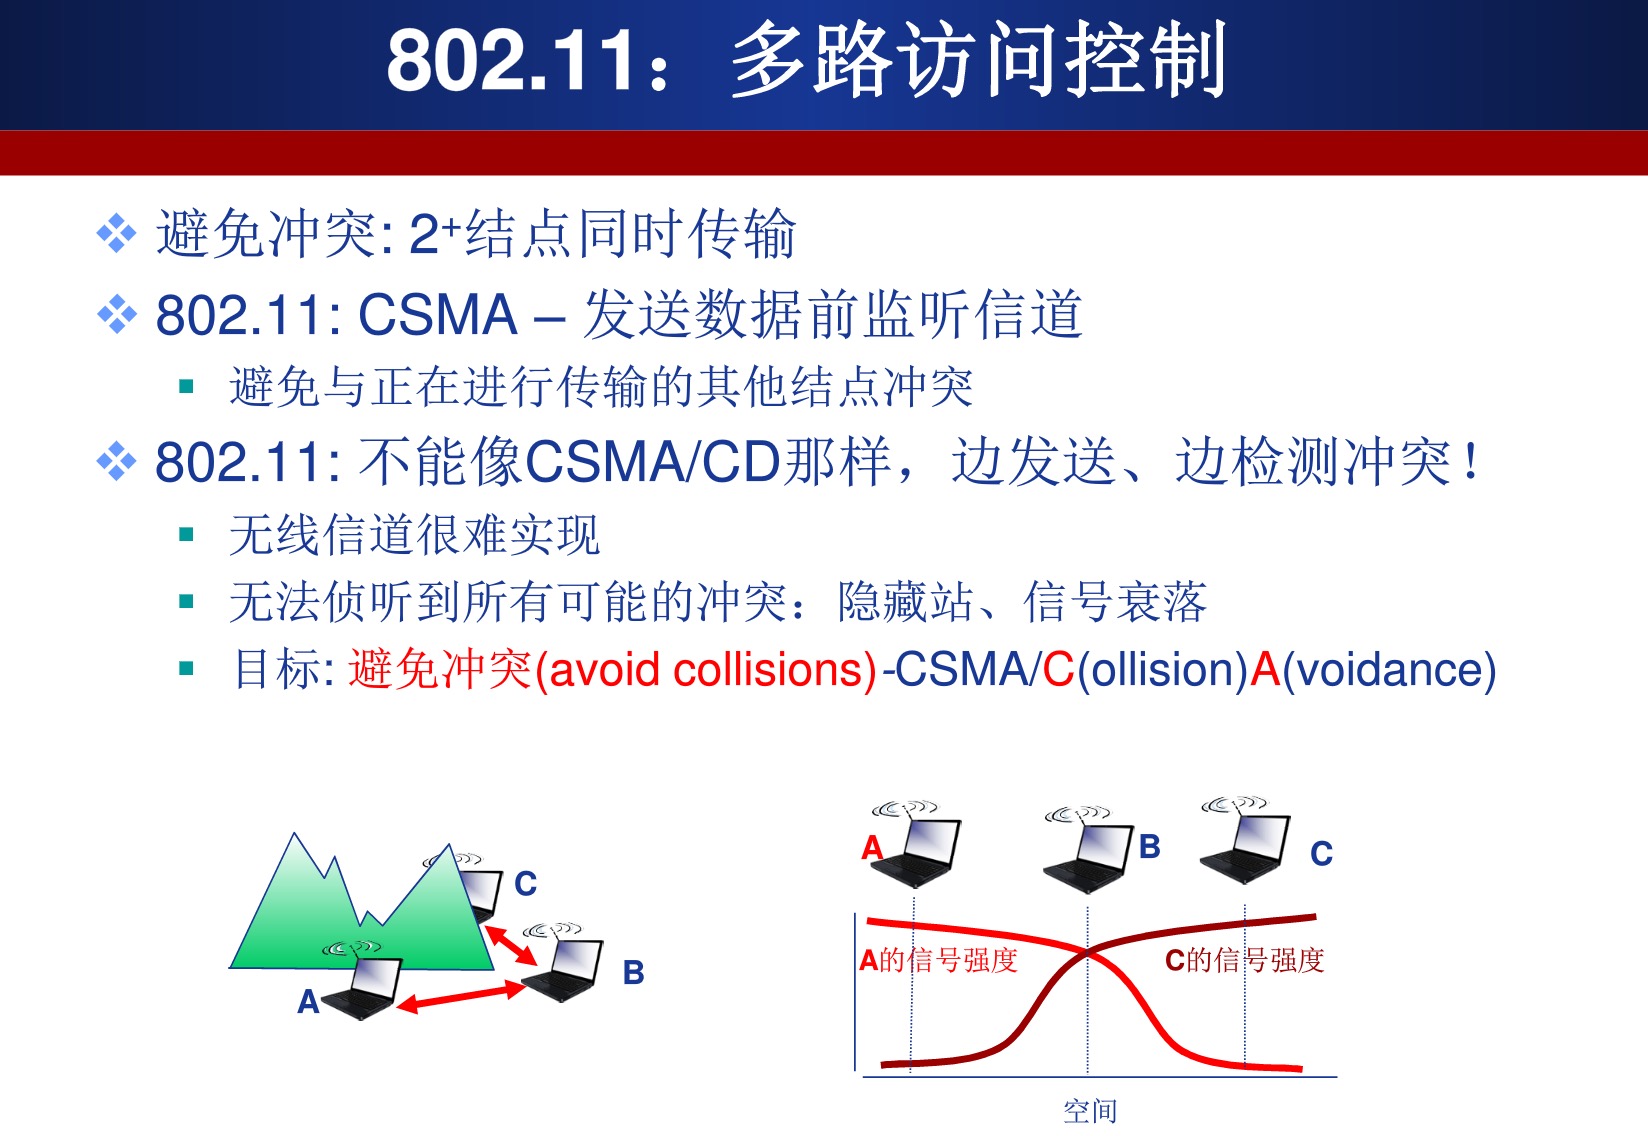 802.11：多路访问控制
避免冲突: 2⁺结点同时传输
802.11: CSMA – 发送数据前监听信道
避免与正在进行传输的其他结点冲突
802.11: 不能像CSMA/CD那样，边发送、边检测冲突！
无线信道很难实现
无法侦听到所有可能的冲突：隐藏站、信号衰落
目标: 避免冲突(avoid collisions)-CSMA/C(ollision)A(voidance)
C
B
A
A
B
C
A的信号强度
C的信号强度
空间